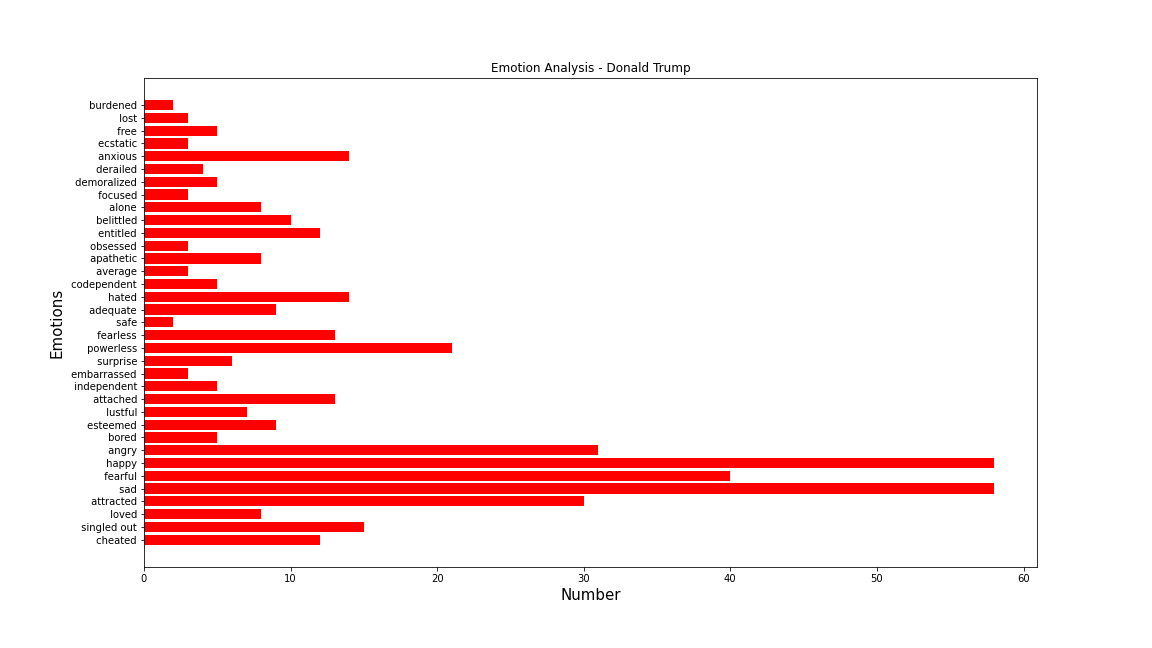 Emotion Analysis - Donald Trump
burdened
lost
free
ecstatic
anxious
derailed
demoralized
focused
alone
belittled
entitled
obsessed
apathetic
average
codependent
hated
adequate
safe
fearless
powerless
surprise
embarrassed
independent
attached
lustful
esteemed
bored
angry
happy
fearful
sad
attracted
loved
singled out
cheated
Emotions
0 10 20 30 40 50 60
Number